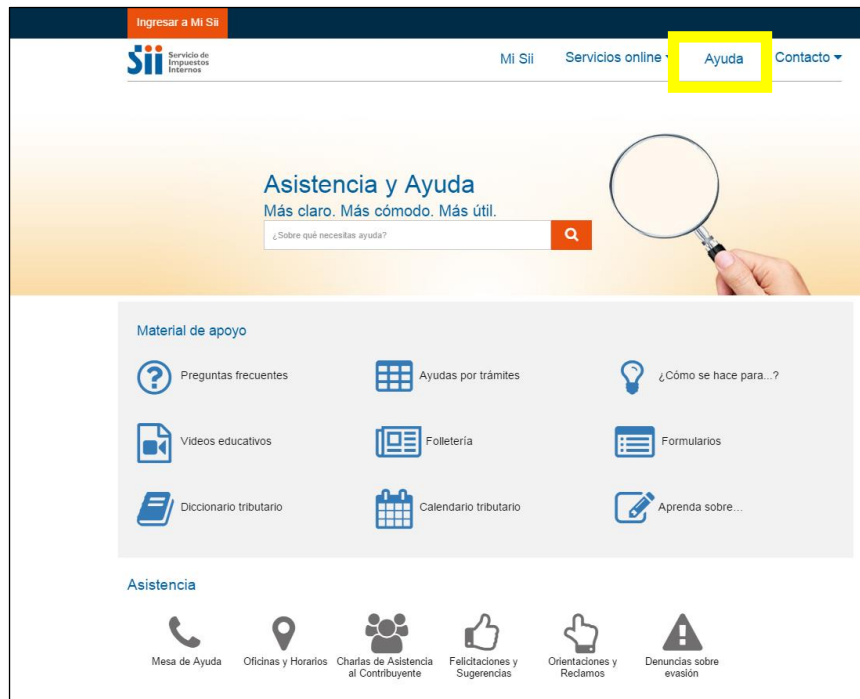 Ingresar a Mi Sii
Sii Servicio de
Impuestos
Internos
Mi Sii Servicios online Ayuda Contacto
Asistencia y Ayuda
Más claro. Más cómodo. Más útil.
¿Sobre qué necesitas ayuda?
Material de apoyo
Preguntas frecuentes Ayudas por trámites ¿Cómo se hace para...?
Videos educativos Folletería Formularios
Diccionario tributario Calendario tributario Aprenda sobre...
Asistencia
Mesa de Ayuda Oficinas y Horarios Charlas de Asistencia Felicitaciones y Orientaciones y Denuncias sobre
al Contribuyente Sugerencias Reclamos evasión